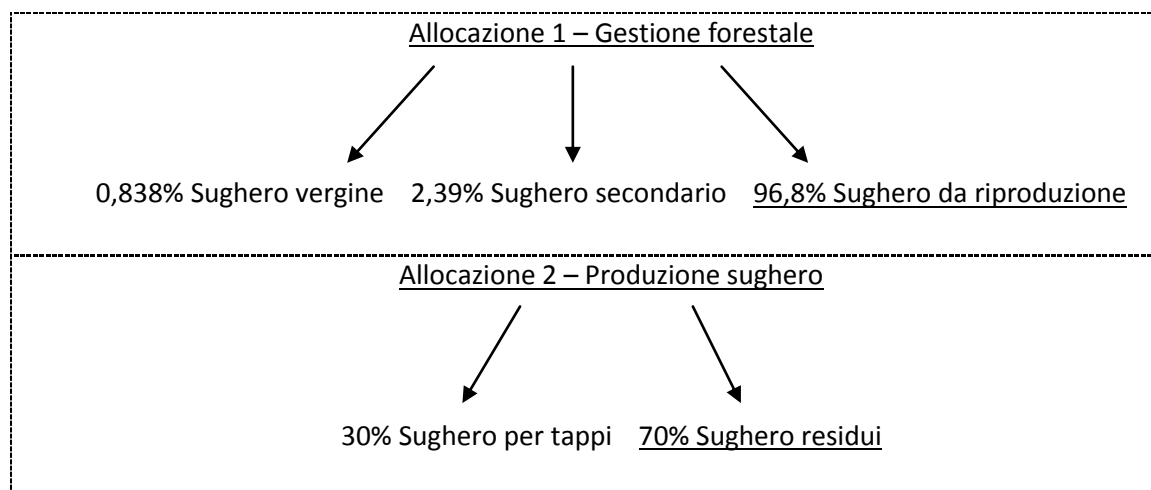 Allocazione 1 – Gestione forestale
0,838% Sughero vergine 2,39% Sughero secondario 96,8% Sughero da riproduzione
Allocazione 2 – Produzione sughero
30% Sughero per tappi 70% Sughero residui